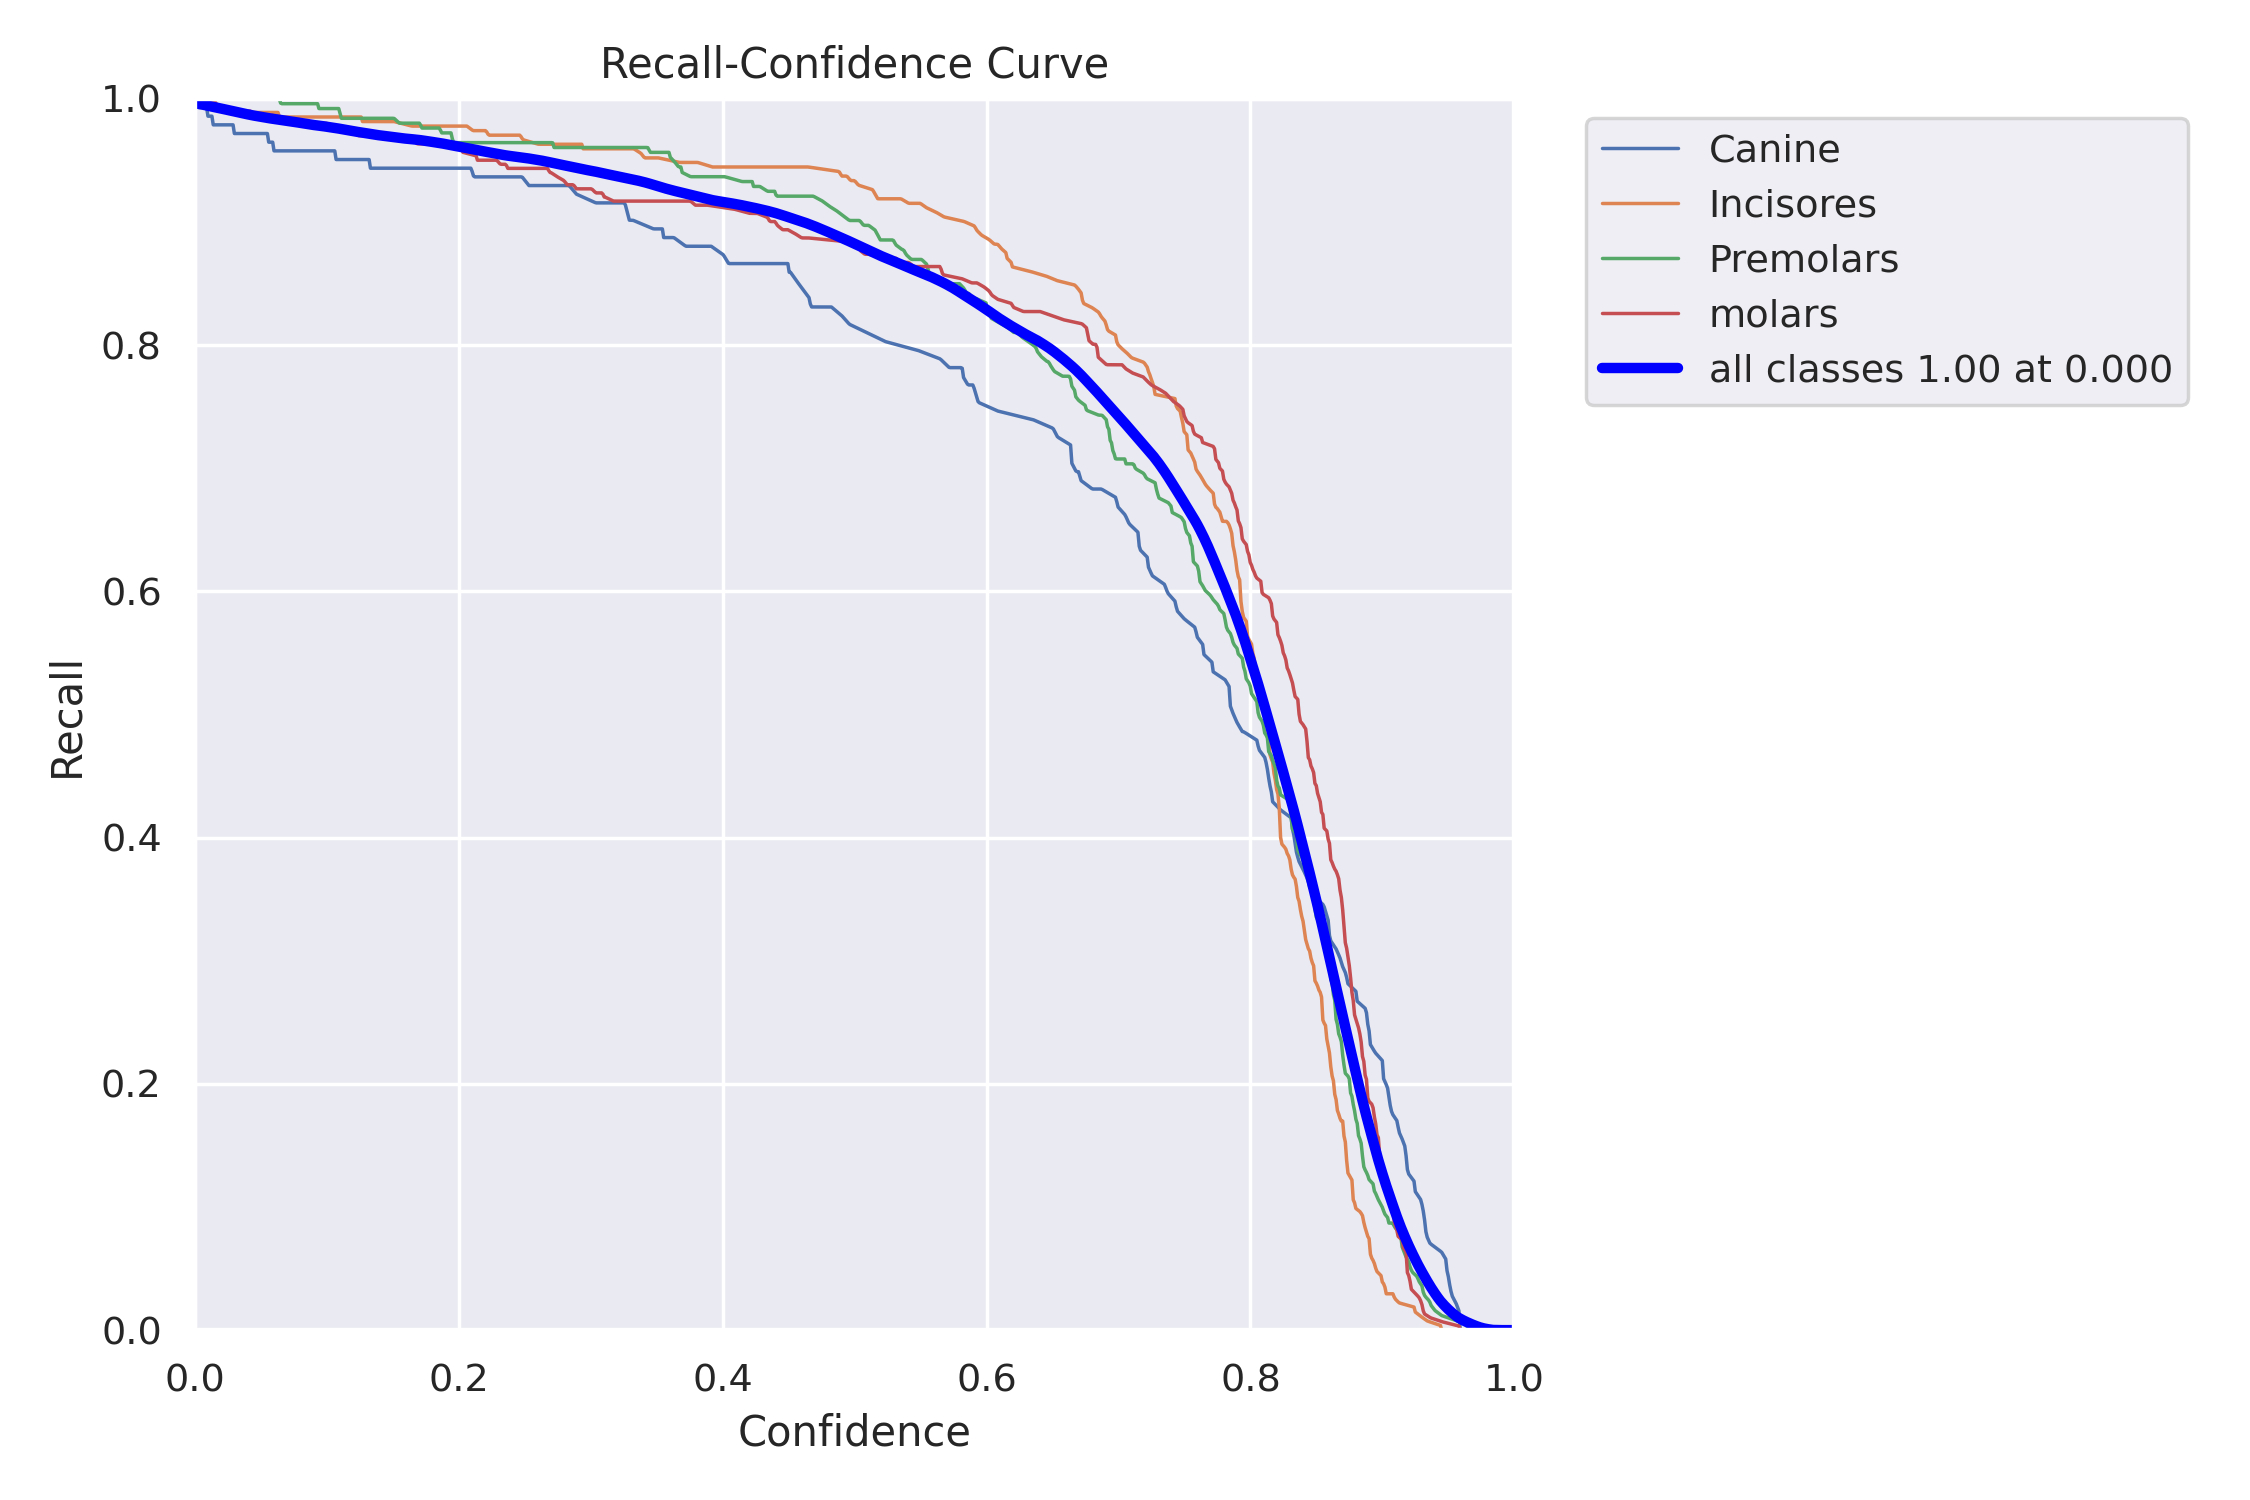 Recall-Confidence Curve
1.0
0.8
0.6
0.4
0.2
0.0
Recall
0.0 0.2 0.4 0.6 0.8 1.0
Confidence
Canine
Incisores
Premolars
molars
all classes 1.00 at 0.000